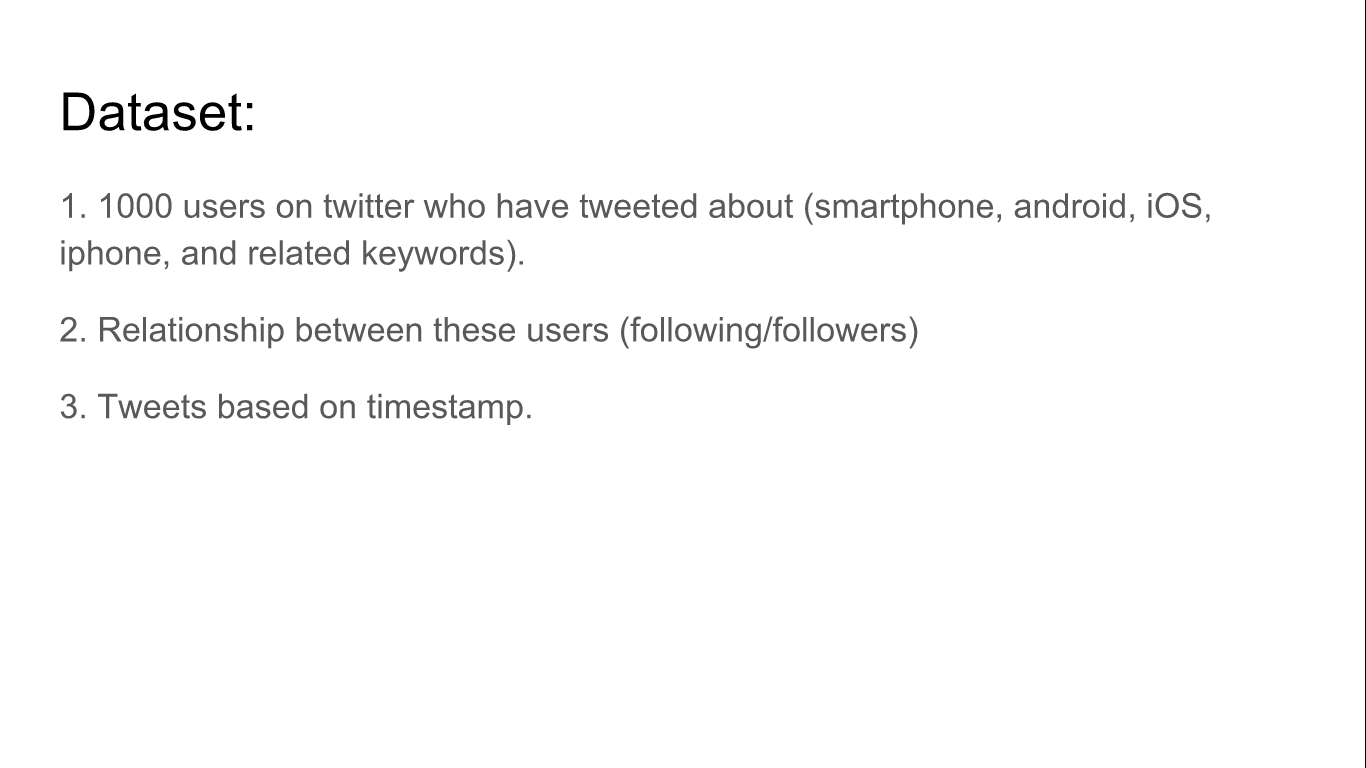 Dataset:
1. 1000 users on twitter who have tweeted about (smartphone, android, iOS,
iphone, and related keywords).
2. Relationship between these users (following/followers)
3. Tweets based on timestamp.